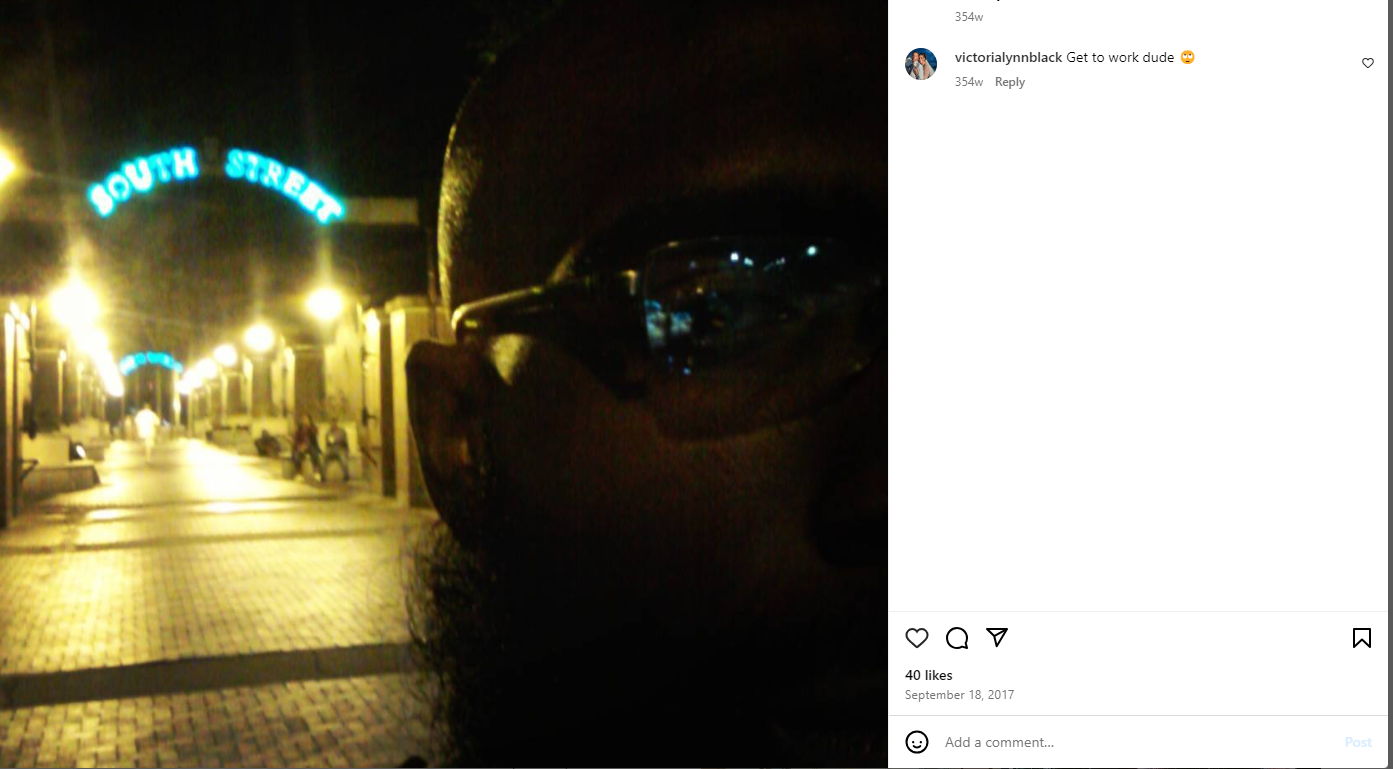 SOUTH STREET
354w
victorialynnblack Get to work dude 🙄
354w Reply
40 likes
September 18, 2017
Add a comment...
Post